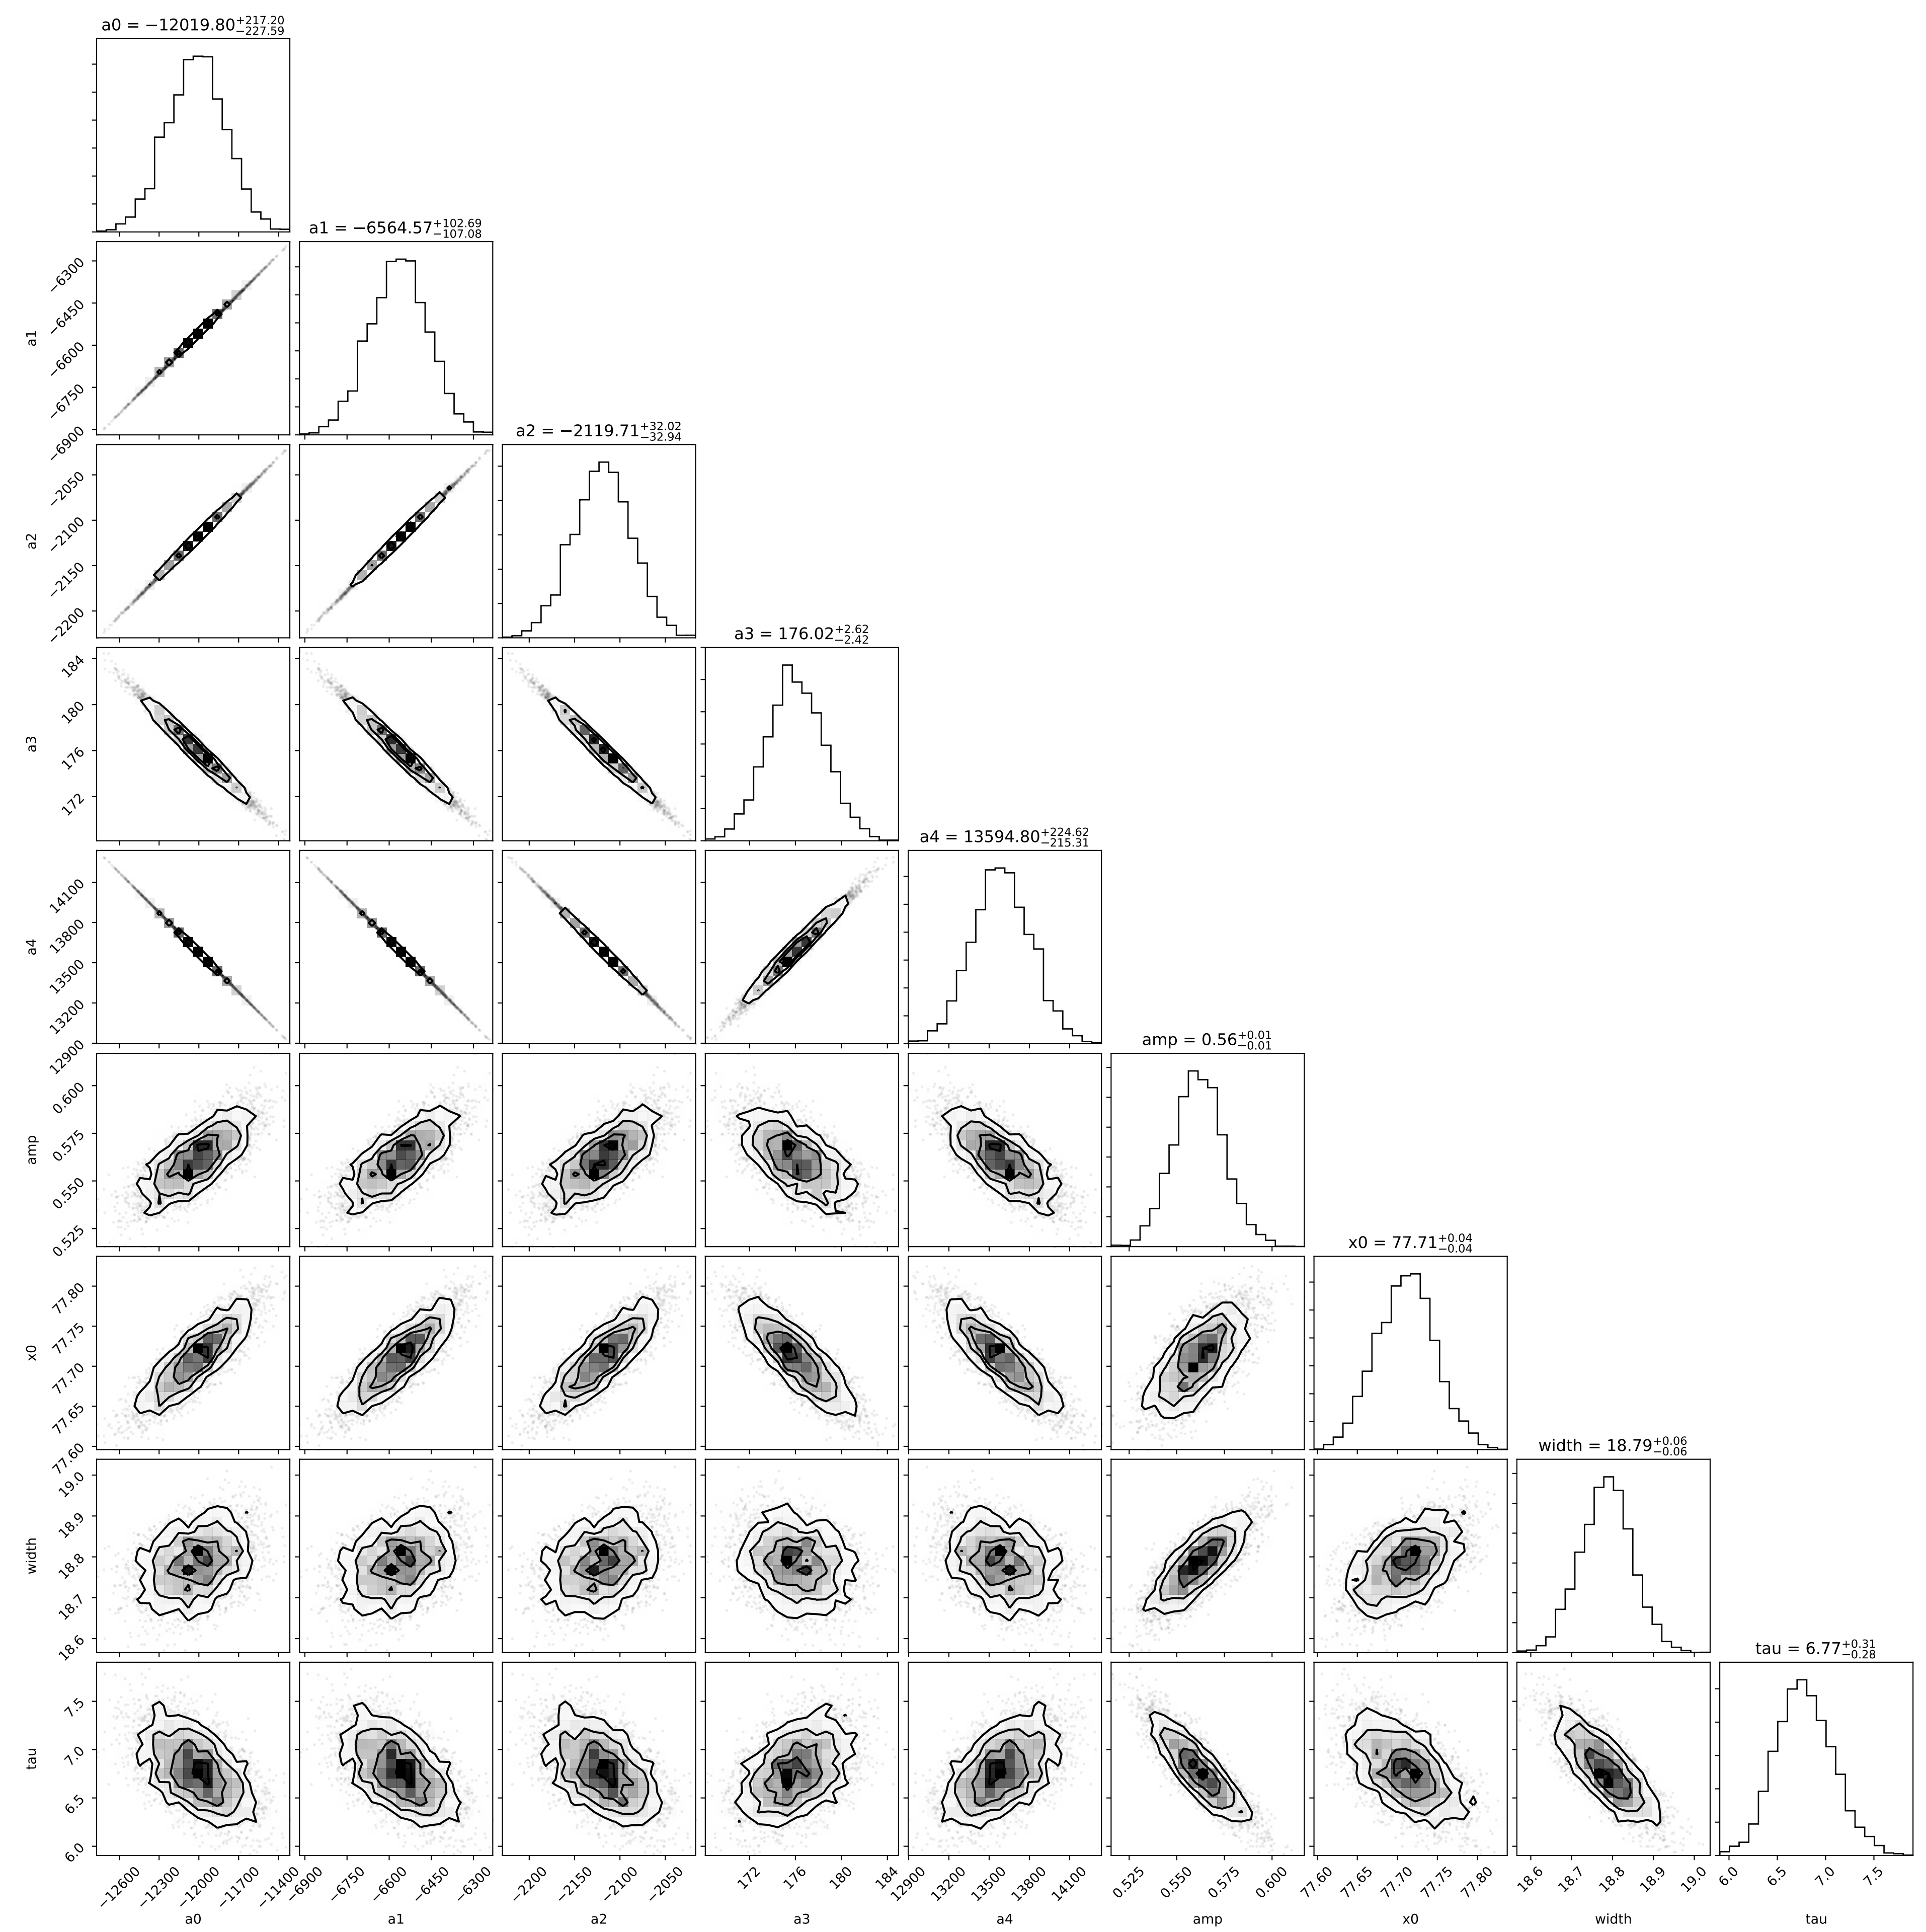 a0 = −12019.80 +217.20 −227.59
a1 = −6564.57 +102.69 −107.08
a1
−6300
−6450
−6600
−6750
−6900
a2 = −2119.71 +32.02 −32.94
a2
−2050
−2100
−2150
−2200
a3 = 176.02 +2.62 −2.42
a3
184
180
176
172
a4 = 13594.80 +224.62 −215.31
a4
14100
13800
13500
13200
12900
amp = 0.56 +0.01 −0.01
amp
0.600
0.575
0.550
0.525
x0 = 77.71 +0.04 −0.04
x0
77.80
77.75
77.70
77.65
77.60
width = 18.79 +0.06 −0.06
width
19.0
18.9
18.8
18.7
18.6
tau = 6.77 +0.31 −0.28
tau
7.5
7.0
6.5
6.0
−12600 −12300 −12000 −11700 −11400 −6900 −6750 −6600 −6450 −6300 −2200 −2150 −2100 −2050 172 176 180 184 12900 13200 13500 13800 14100 0.525 0.550 0.575 0.600 77.60 77.65 77.70 77.75 77.80 18.6 18.7 18.8 18.9 19.0 6.0 6.5 7.0 7.5
a0 a1 a2 a3 a4 amp x0 width tau